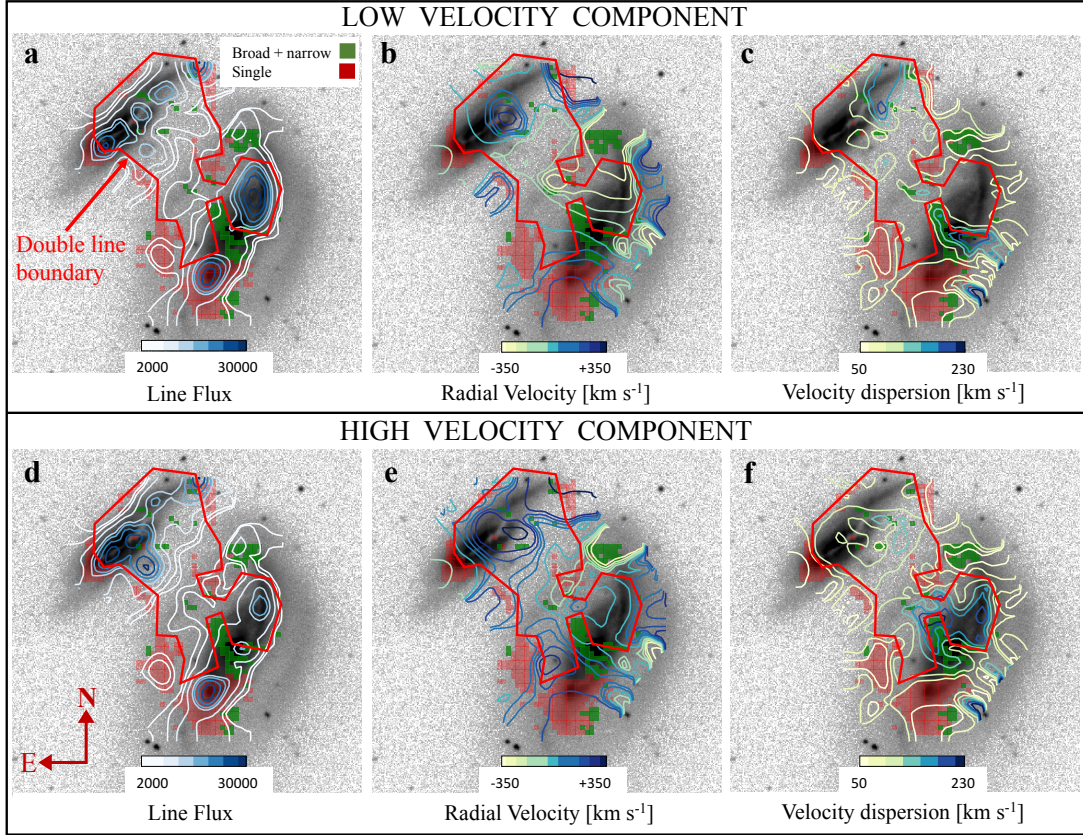 LOW VELOCITY COMPONENT
a
Broad + narrow
Single
Double line
boundary
2000 30000
Line Flux
b
-350 +350
Radial Velocity [km s⁻¹]
c
50 230
Velocity dispersion [km s⁻¹]
HIGH VELOCITY COMPONENT
d
N
E
2000 30000
Line Flux
e
-350 +350
Radial Velocity [km s⁻¹]
f
50 230
Velocity dispersion [km s⁻¹]